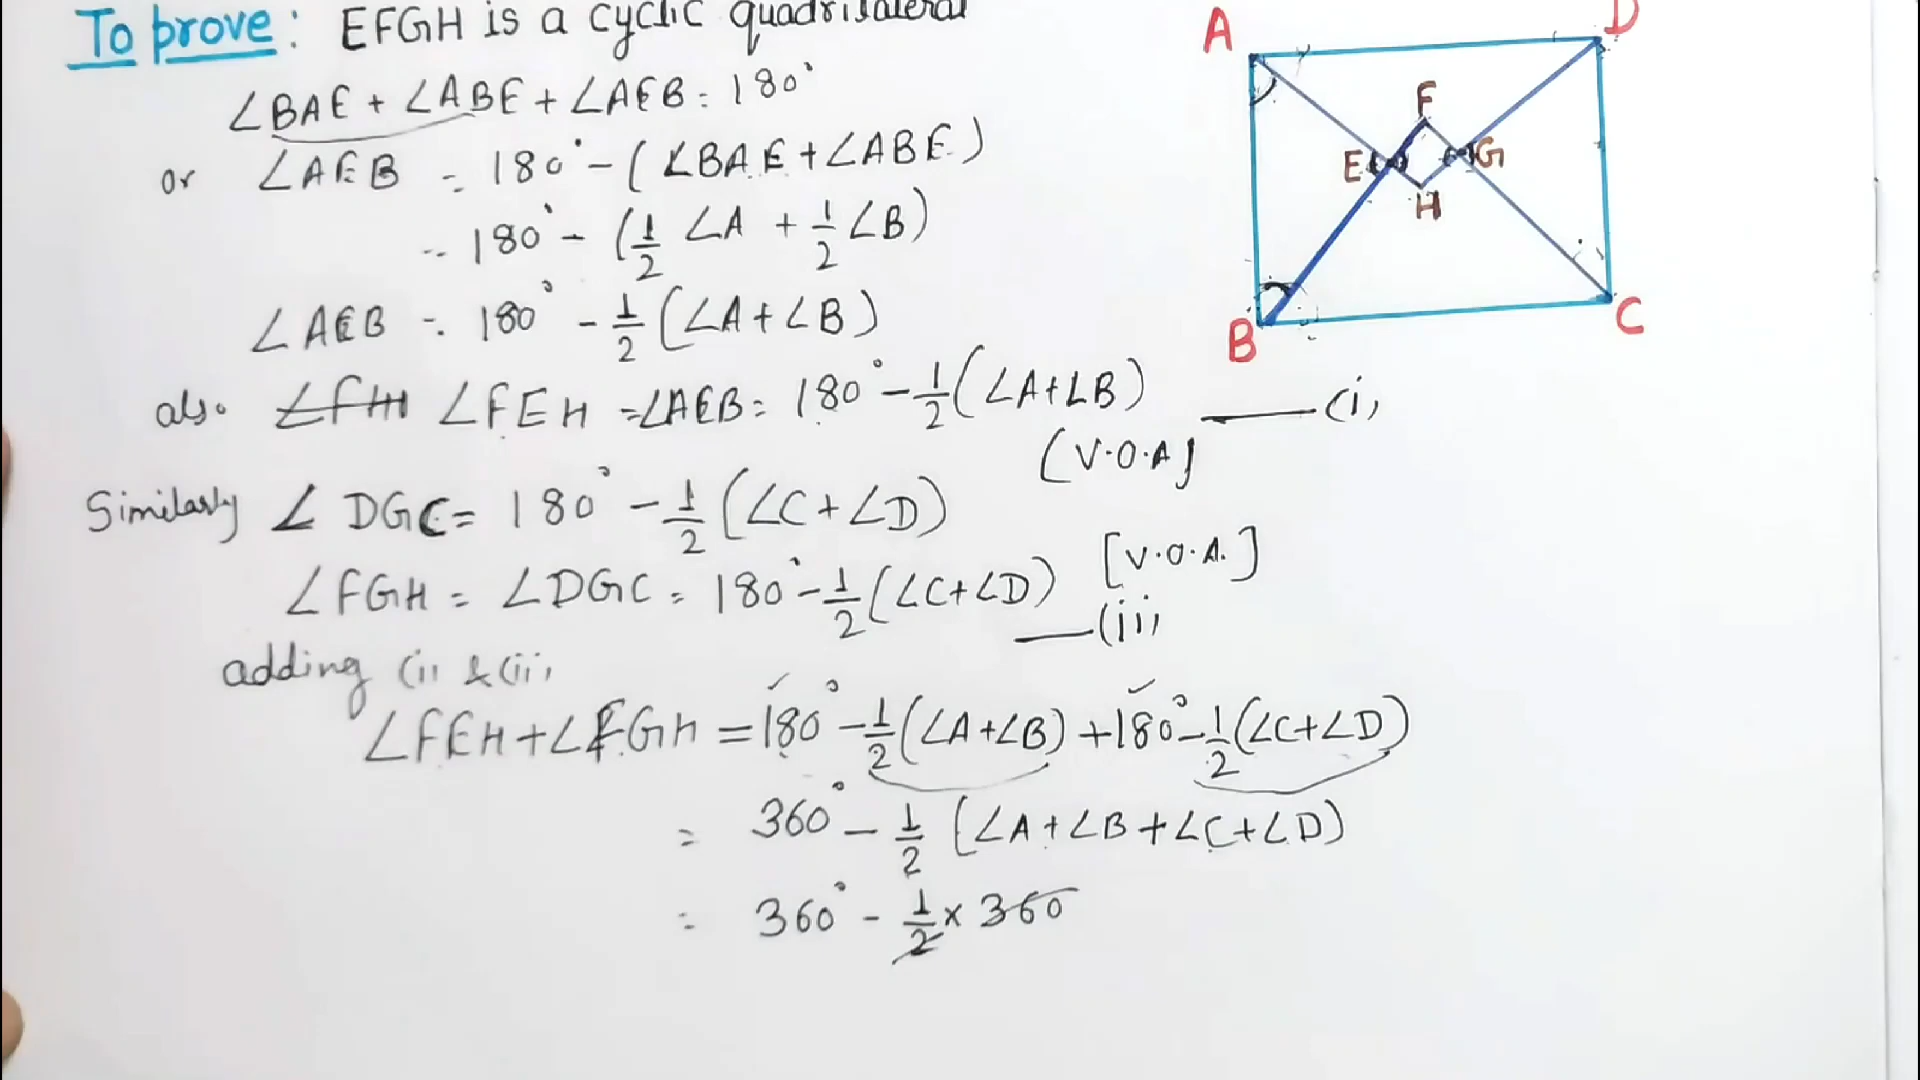 To prove: EFGH is a cyclic quadrilateral
∠BAE + ∠ABE + ∠AEB = 180°
or ∠AEB = 180° - (∠BAE + ∠ABE)
= 180° - (1/2 ∠A + 1/2 ∠B)
∠AEB = 180° - 1/2 (∠A + ∠B)
also ∠FEH = ∠AEB = 180° - 1/2 (∠A + ∠B) —(i)
(V.O.A]
Similarly ∠DGC = 180° - 1/2 (∠C + ∠D)
∠FGH = ∠DGC = 180° - 1/2 (∠C + ∠D) [V.O.A.]
—(ii)
adding (i) & (ii)
∠FEH + ∠FGH = 180° - 1/2 (∠A + ∠B) + 180° - 1/2 (∠C + ∠D)
= 360° - 1/2 (∠A + ∠B + ∠C + ∠D)
= 360° - 1/2 x 360
A
D
F
E
G
H
B
C